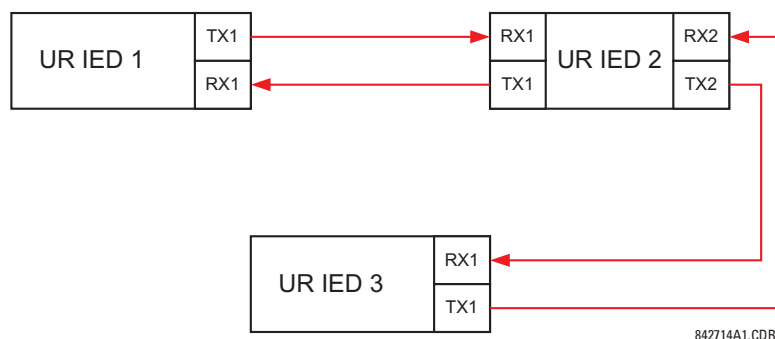 UR IED 1
TX1
RX1
RX1
TX1
UR IED 2
RX2
TX2
UR IED 3
RX1
TX1
842714A1.CDR